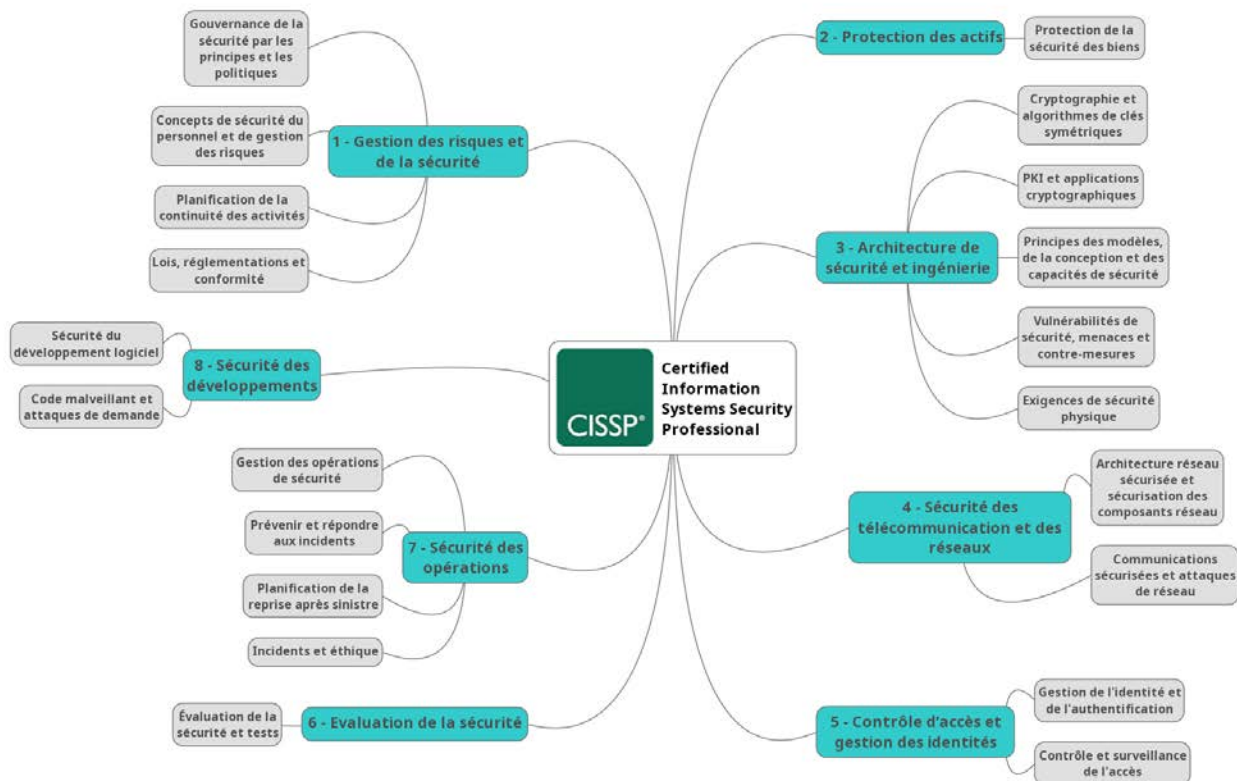 Gouvernance de la
sécurité par les
principes et les
politiques
Concepts de sécurité du
personnel et de gestion
des risques
1 - Gestion des risques et
de la sécurité
Planification de la
continuité des activités
Lois, réglementations et
conformité
2 - Protection des actifs
Protection de la
sécurité des biens
Cryptographie et
algorithmes de clés
symétriques
PKI et applications
cryptographiques
3 - Architecture de
sécurité et ingénierie
Principes des modèles,
de la conception et des
capacités de sécurité
Vulnérabilités de
sécurité, menaces et
contre-mesures
Exigences de sécurité
physique
Sécurité du
développement logiciel
8 - Sécurité des
développements
Code malveillant et
attaques de demande
CISSP®
Certified
Information
Systems Security
Professional
Gestion des opérations
de sécurité
Prévenir et répondre
aux incidents
7 - Sécurité des
opérations
Planification de la
reprise après sinistre
Incidents et éthique
4 - Sécurité des
télécommunication et des
réseaux
Architecture réseau
sécurisée et
sécurisation des
composants réseau
Communications
sécurisées et attaques
de réseau
Évaluation de la
sécurité et tests
6 - Evaluation de la sécurité
5 - Contrôle d'accès et
gestion des identités
Gestion de l'identité et
de l'authentification
Contrôle et surveillance
de l'accès